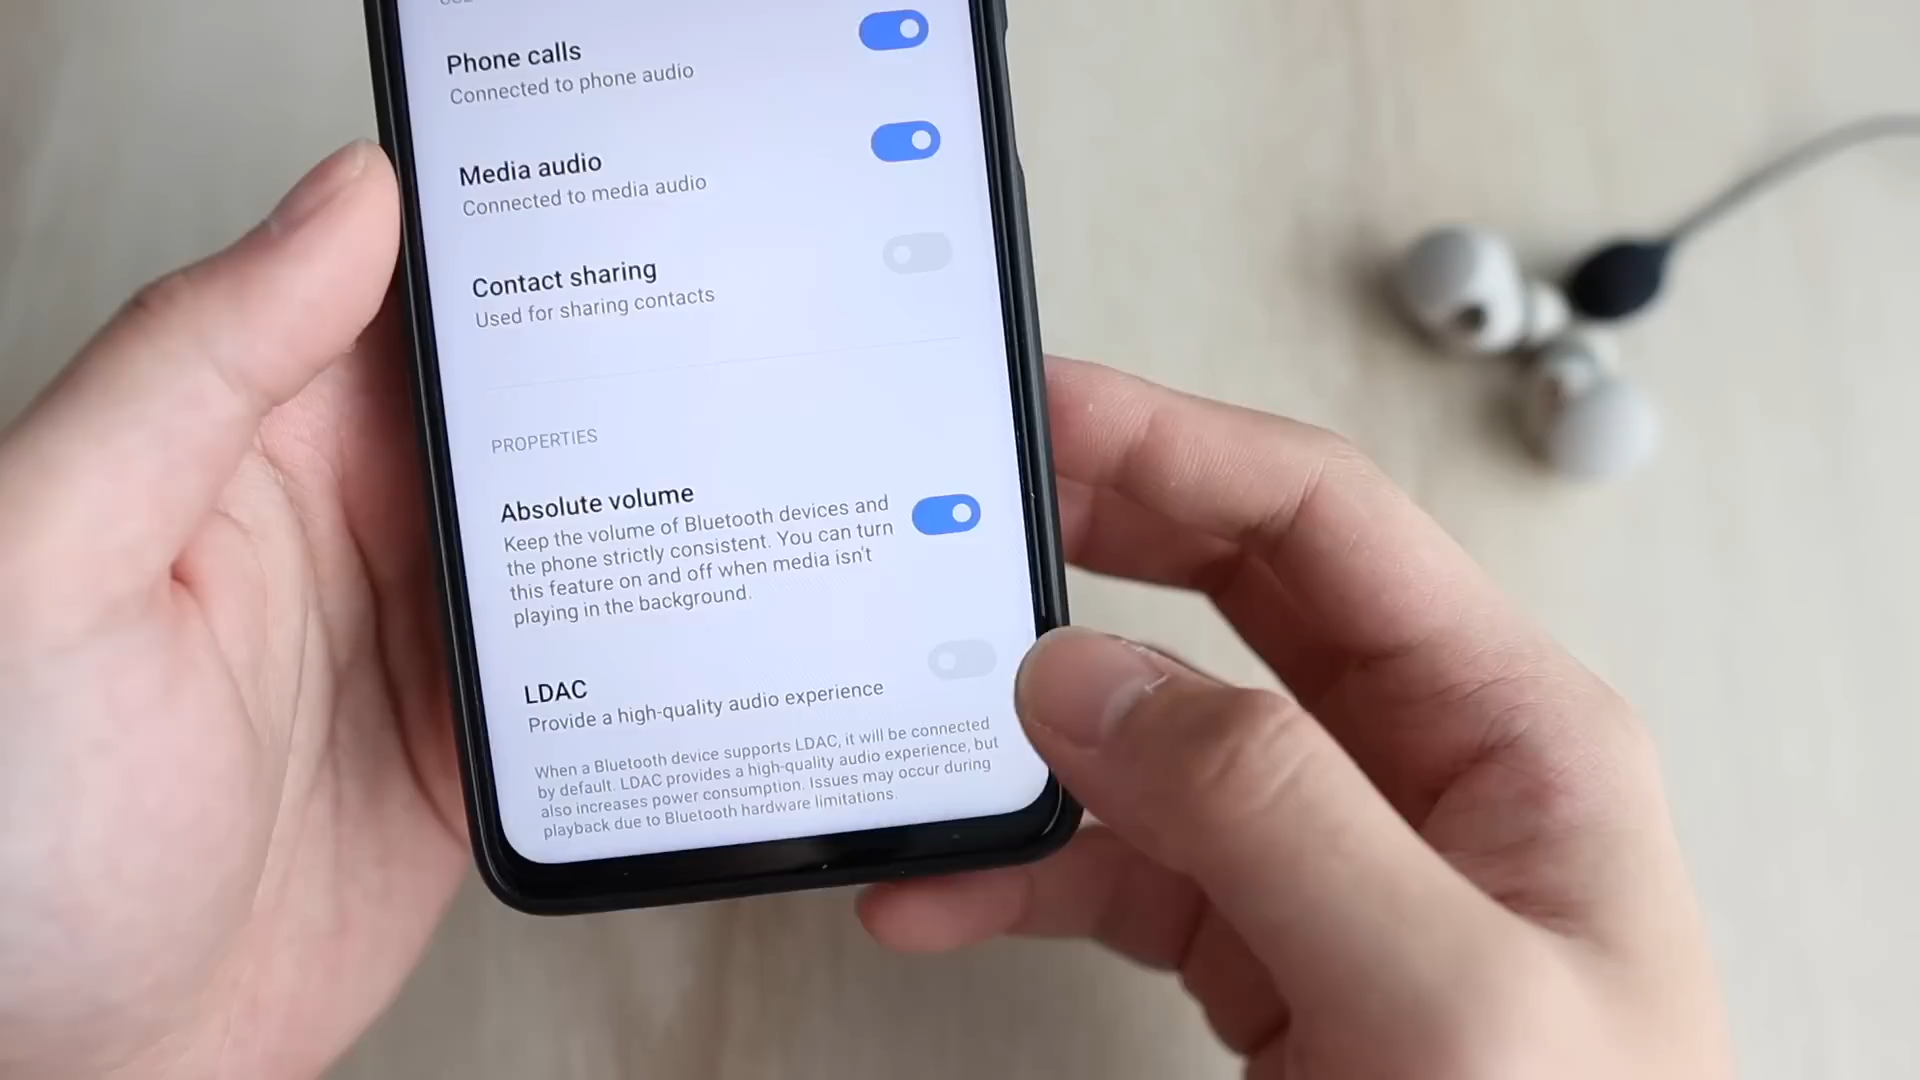 Phone calls
Connected to phone audio
Media audio
Connected to media audio
Contact sharing
Used for sharing contacts
PROPERTIES
Absolute volume
Keep the volume of Bluetooth devices and
the phone strictly consistent. You can turn
this feature on and off when media isn't
playing in the background.
LDAC
Provide a high-quality audio experience
When a Bluetooth device supports LDAC, it will be connected
by default. LDAC provides a high-quality audio experience, but
also increases power consumption. Issues may occur during
playback due to Bluetooth hardware limitations.